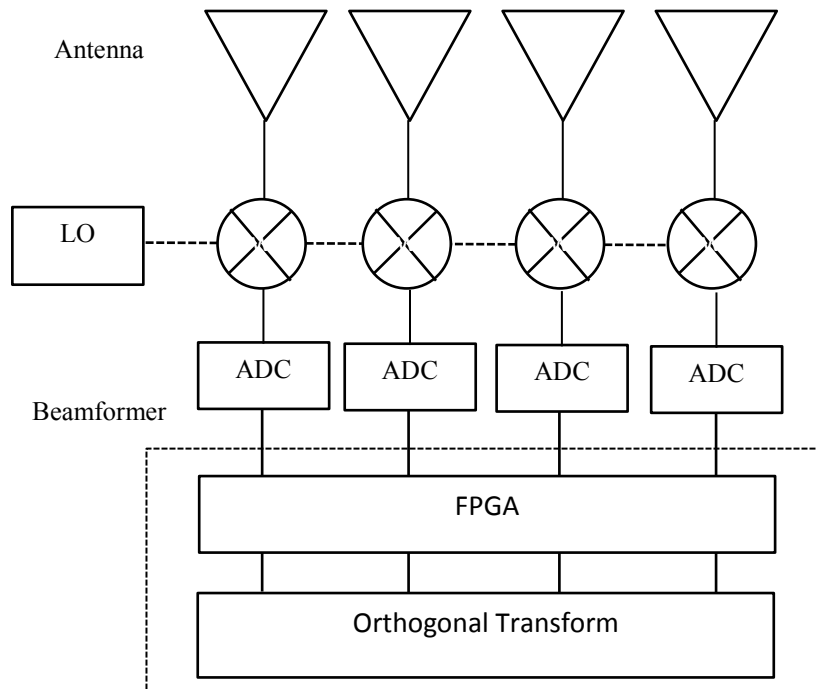 Antenna
LO
ADC ADC ADC ADC
Beamformer
FPGA
Orthogonal Transform